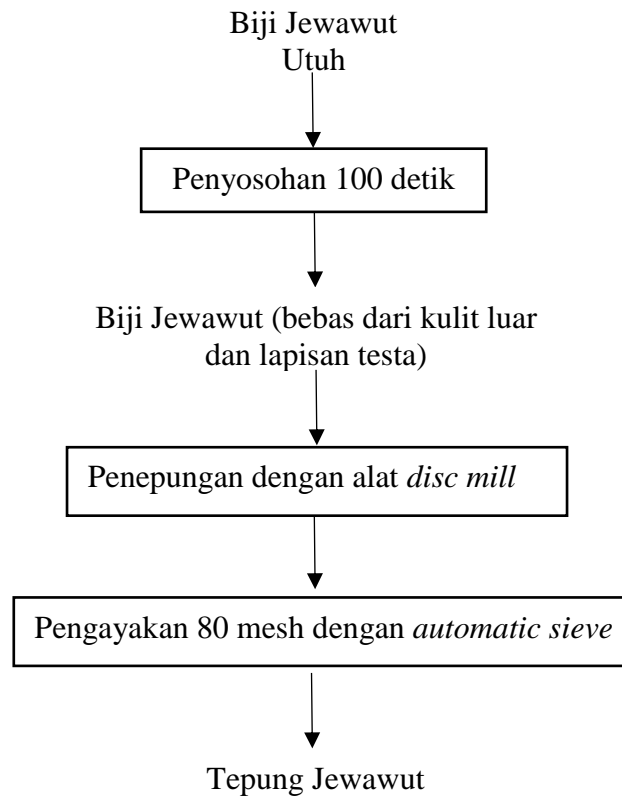 Biji Jewawut
Utuh
Penyosohan 100 detik
Biji Jewawut (bebas dari kulit luar
dan lapisan testa)
Penepungan dengan alat disc mill
Pengayakan 80 mesh dengan automatic sieve
Tepung Jewawut